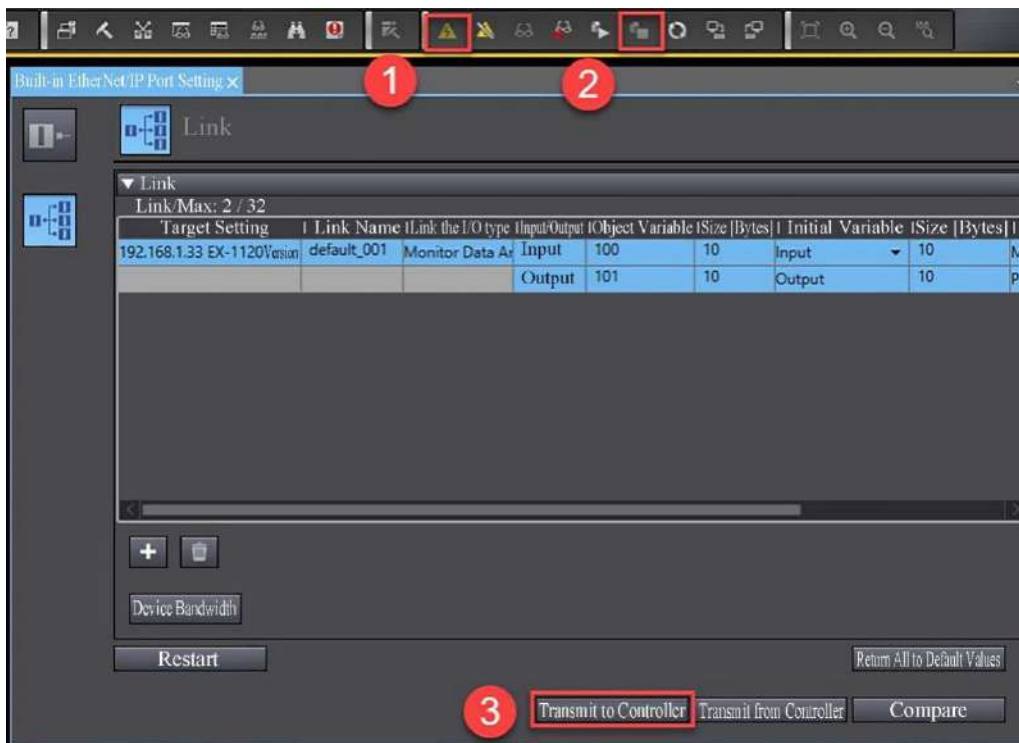 1
2
Built-in EtherNet/IP Port Setting ×
Link
▼ Link
Link/Max: 2 / 32
Target Setting | Link Name | Link the I/O type | Input/Output | Object Variable | Size [Bytes] | Initial Variable | Size [Bytes] |
192.168.1.33 EX-1120Version default_001 Monitor Data Ar Input 100 10 Input 10
Output 101 10 Output 10
+
Device Bandwidth
Restart
Return All to Default Values
3
Transmit to Controller
Transmit from Controller
Compare